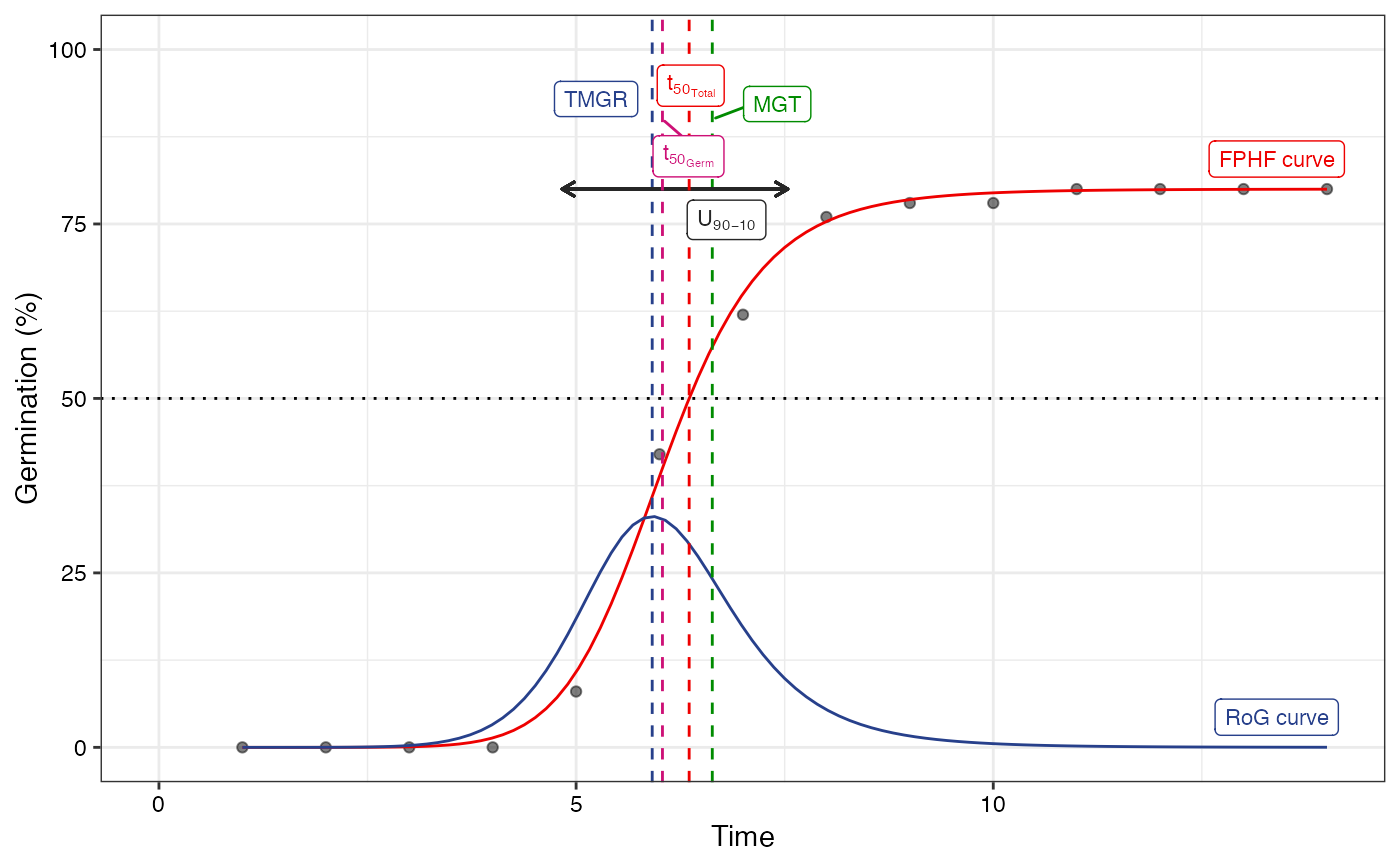 100
75
50
25
0
Germination (%)
0
5
10
Time
TMGR
t50Total
MGT
t50Germ
U90−10
FPHF curve
RoG curve